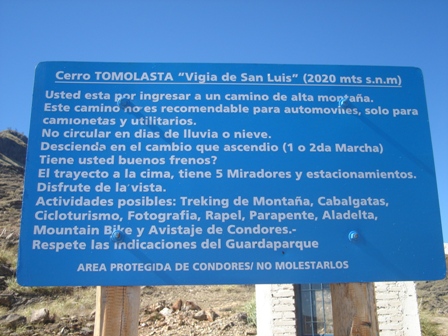 Cerro TOMOLASTA "Vigia de San Luis" (2020 mts s.n.m)
Usted esta por ingresar a un camino de alta montaña.
Este camino no es recomendable para automoviles, solo para
camionetas y utilitarios.
No circular en dias de lluvia o nieve.
Descienda en el cambio que ascendio (1 o 2da Marcha)
Tiene usted buenos frenos?
El trayecto a la cima, tiene 5 Miradores y estacionamientos.
Disfrute de la vista.
Actividades posibles: Treking de Montaña, Cabalgatas,
Cicloturismo, Fotografia, Rapel, Parapente, Aladelta,
Mountain Bike y Avistaje de Condores.-
Respete las indicaciones del Guardaparque
AREA PROTEGIDA DE CONDORES/ NO MOLESTARLOS